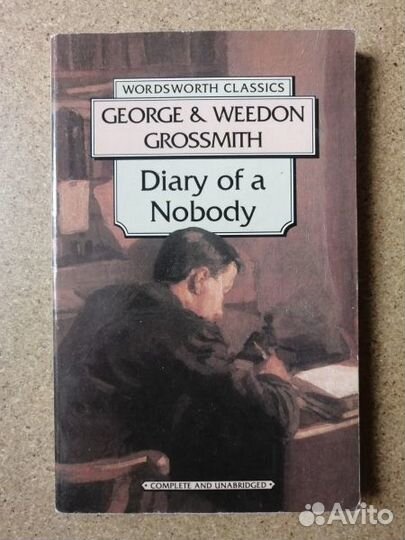 WORDSWORTH CLASSICS
GEORGE & WEEDON
GROSSMITH
Diary of a
Nobody
· COMPLETE AND UNABRIDGED ·
Avito